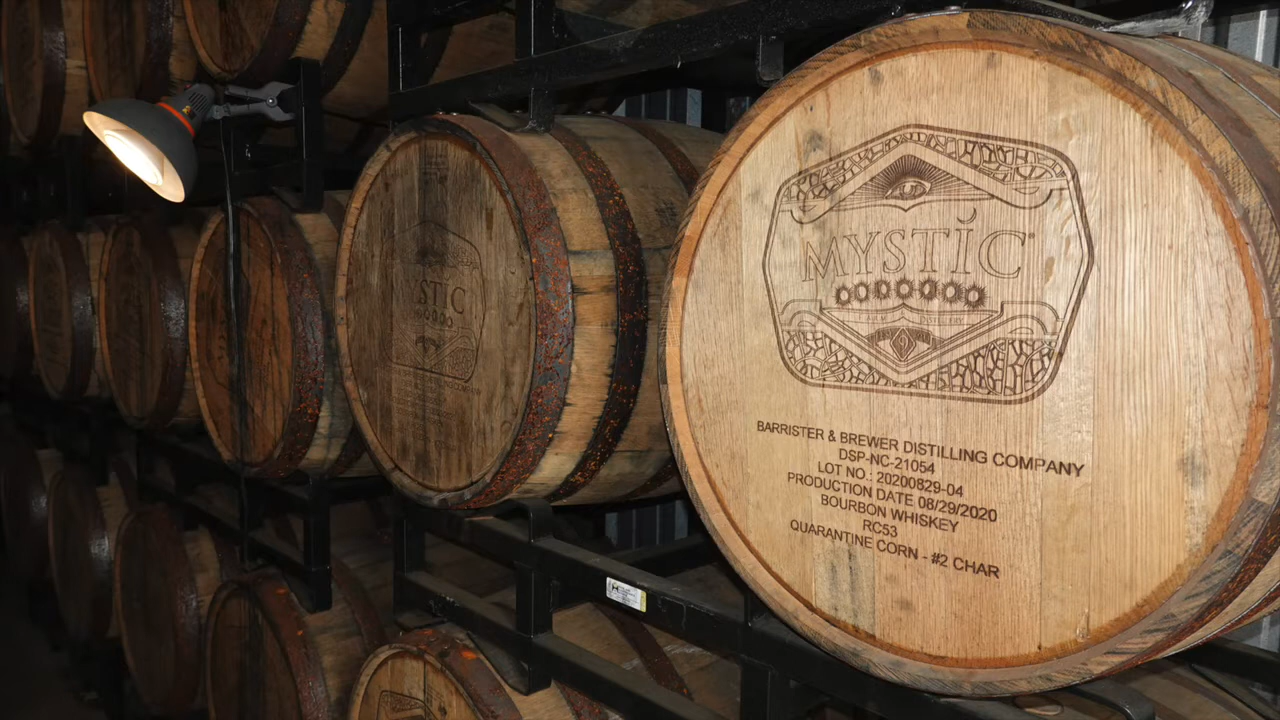 MYSTIC
BARRISTER & BREWER DISTILLING COMPANY
DSP-NC-21054
LOT NO.: 20200829-04
PRODUCTION DATE 08/29/2020
BOURBON WHISKEY
RC53
QUARANTINE CORN - #2 CHAR
MYSTIC